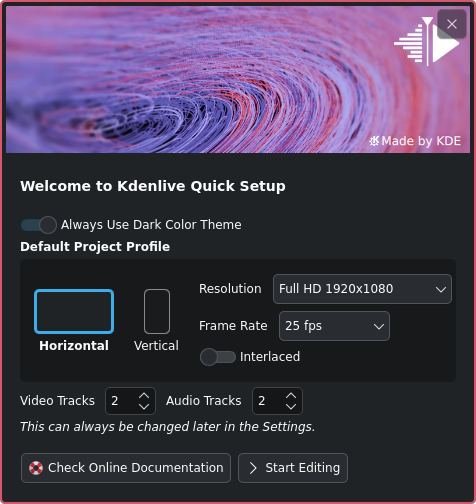 Made by KDE
Welcome to Kdenlive Quick Setup
Always Use Dark Color Theme
Default Project Profile
Resolution Full HD 1920x1080
Frame Rate 25 fps
Interlaced
Horizontal Vertical
Video Tracks 2 Audio Tracks 2
This can always be changed later in the Settings.
Check Online Documentation Start Editing